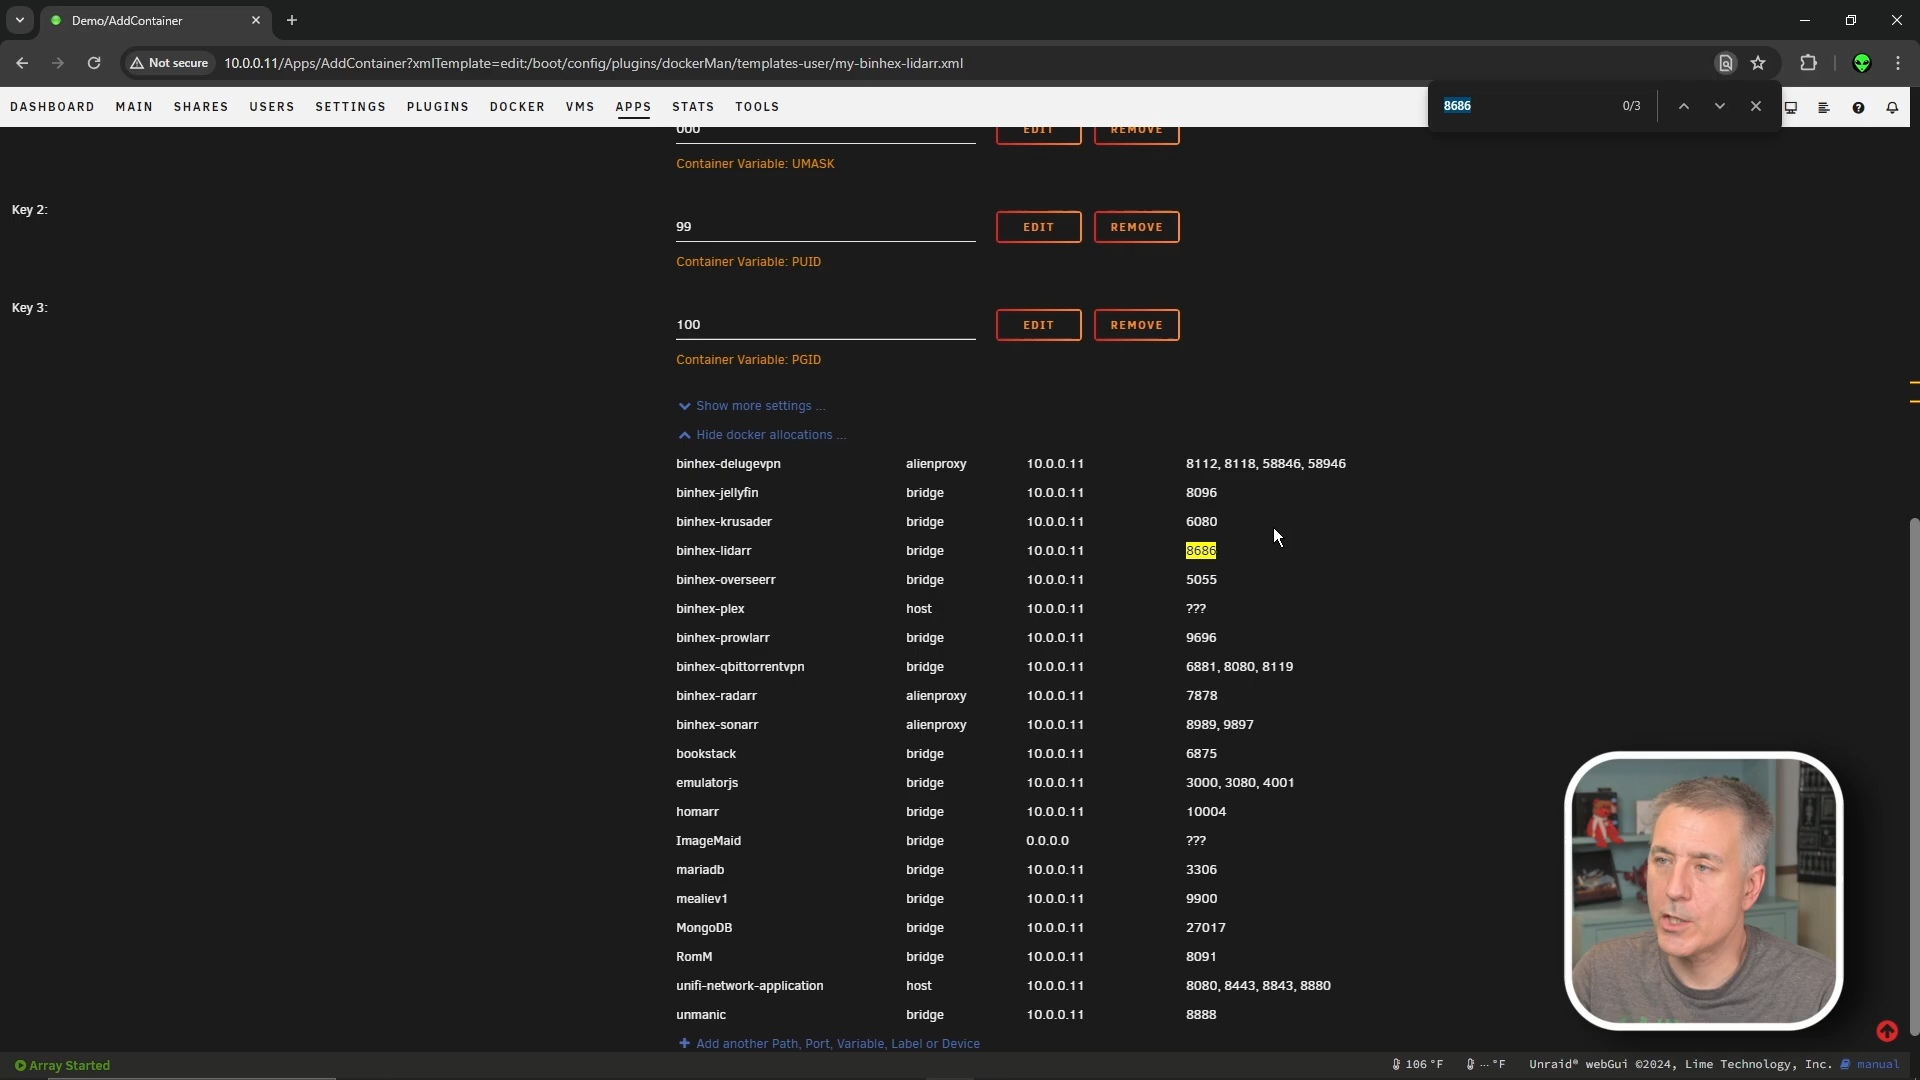 Demo/AddContainer
Not secure
10.0.0.11/Apps/AddContainer?xmlTemplate=edit:/boot/config/plugins/dockerMan/templates-user/my-binhex-lidarr.xml
DASHBOARD MAIN SHARES USERS SETTINGS PLUGINS DOCKER VMS APPS STATS TOOLS
8686 0/3
000 EDIT REMOVE
Container Variable: UMASK
Key 2:
99 EDIT REMOVE
Container Variable: PUID
Key 3:
100 EDIT REMOVE
Container Variable: PGID
Show more settings ...
Hide docker allocations ...
binhex-delugevpn alienproxy 10.0.0.11 8112, 8118, 58846, 58946
binhex-jellyfin bridge 10.0.0.11 8096
binhex-krusader bridge 10.0.0.11 6080
binhex-lidarr bridge 10.0.0.11 8686
binhex-overseerr bridge 10.0.0.11 5055
binhex-plex host 10.0.0.11 ???
binhex-prowlarr bridge 10.0.0.11 9696
binhex-qbittorrentvpn bridge 10.0.0.11 6881, 8080, 8119
binhex-radarr alienproxy 10.0.0.11 7878
binhex-sonarr alienproxy 10.0.0.11 8989, 9897
bookstack bridge 10.0.0.11 6875
emulatorjs bridge 10.0.0.11 3000, 3080, 4001
homarr bridge 10.0.0.11 10004
ImageMaid bridge 0.0.0.0 ???
mariadb bridge 10.0.0.11 3306
mealiev1 bridge 10.0.0.11 9900
MongoDB bridge 10.0.0.11 27017
RomM bridge 10.0.0.11 8091
unifi-network-application host 10.0.0.11 8080, 8443, 8843, 8880
unmanic bridge 10.0.0.11 8888
Add another Path, Port, Variable, Label or Device
Array Started
106 °F -- °F Unraid® webGui ©2024, Lime Technology, Inc. manual